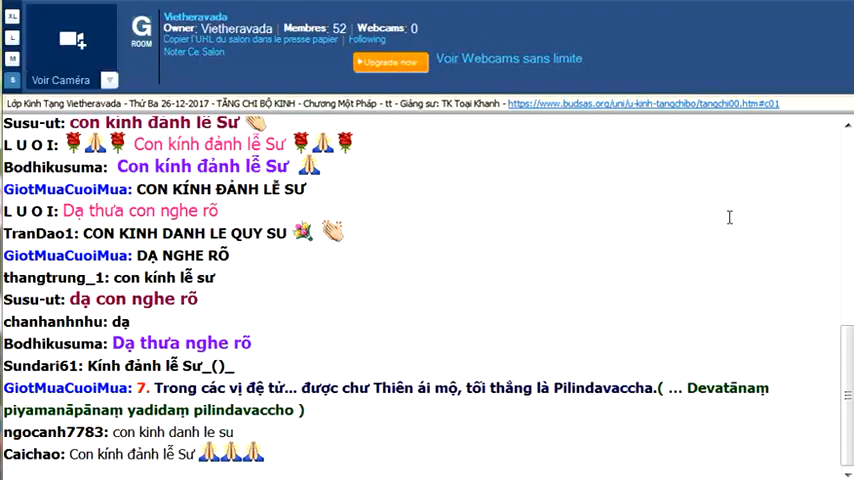 XL
L
M
S
Voir Caméra
G
ROOM
Vietheravada
Owner: Vietheravada | Membres: 52 | Webcams: 0
Copier l'URL du salon dans le presse papier | Following
Noter Ce Salon
Upgrade now
Voir Webcams sans limite
Lớp Kinh Tạng Vietheravada - Thứ Ba 26-12-2017 - TĂNG CHI BỘ KINH - Chương Một Pháp - tt - Giảng sư: TK Toại Khanh - https://www.budsas.org/uni/u-kinh-tangchibo/tangchi00.htm#c01
Susu-ut: con kính đảnh lễ Sư 👏
L U O I: 🌹🙏🌹 Con kính đảnh lễ Sư 🌹🙏🌹
Bodhikusuma: Con kính đảnh lễ Sư 🙏
GiotMuaCuoiMua: CON KÍNH ĐẢNH LỄ SƯ
L U O I: Dạ thưa con nghe rõ
TranDao1: CON KINH DANH LE QUY SU 💐 👏
GiotMuaCuoiMua: DẠ NGHE RÕ
thangtrung_1: con kính lễ sư
Susu-ut: dạ con nghe rõ
chanhanhnhu: dạ
Bodhikusuma: Dạ thưa nghe rõ
Sundari61: Kính đảnh lễ Sư_()_
GiotMuaCuoiMua: 7. Trong các vị đệ tử... được chư Thiên ái mộ, tối thắng là Pilindavaccha.( ... Devatānaṃ
piyamanāpānaṃ yadidaṃ pilindavaccho )
ngocanh7783: con kinh danh le su
Caichao: Con kính đảnh lễ Sư 🙏🙏🙏